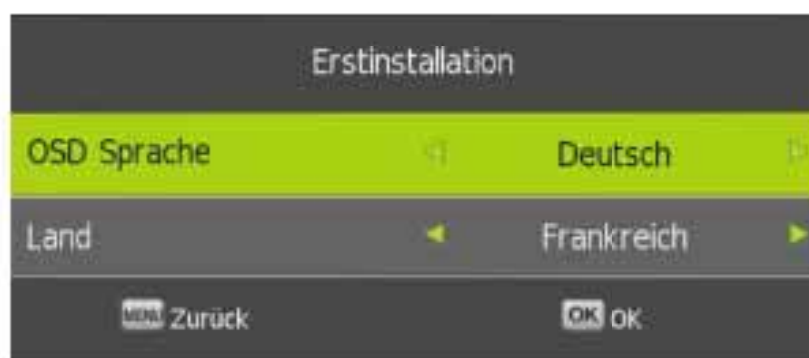 Erstinstallation
OSD Sprache Deutsch
Land Frankreich
MENU Zurück OK OK